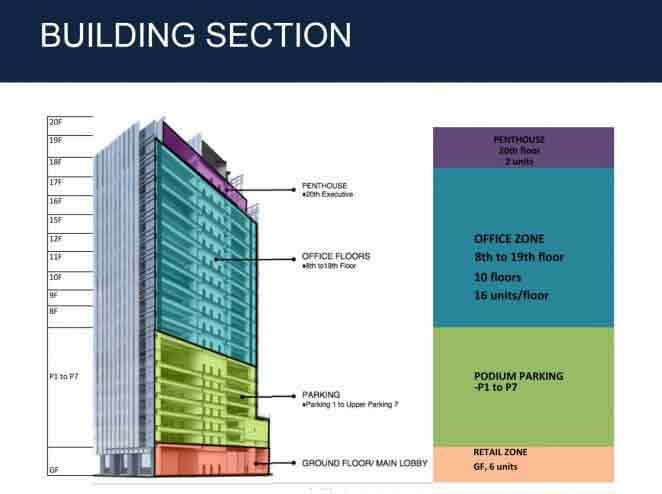 BUILDING SECTION
20F
19F
18F
17F
16F
15F
12F
11F
10F
9F
8F
P1 to P7
GF
PENTHOUSE
♦20th Executive
OFFICE FLOORS
♦8th to19th Floor
PARKING
♦Parking 1 to Upparking 7
GROUND FLOOR/ MAIN LOBBY
PENTHOUSE
20th floor
2 units
OFFICE ZONE
8th to 19th floor
10 floors
16 units/floor
PODIUM PARKING
-P1 to P7
RETAIL ZONE
GF, 6 units